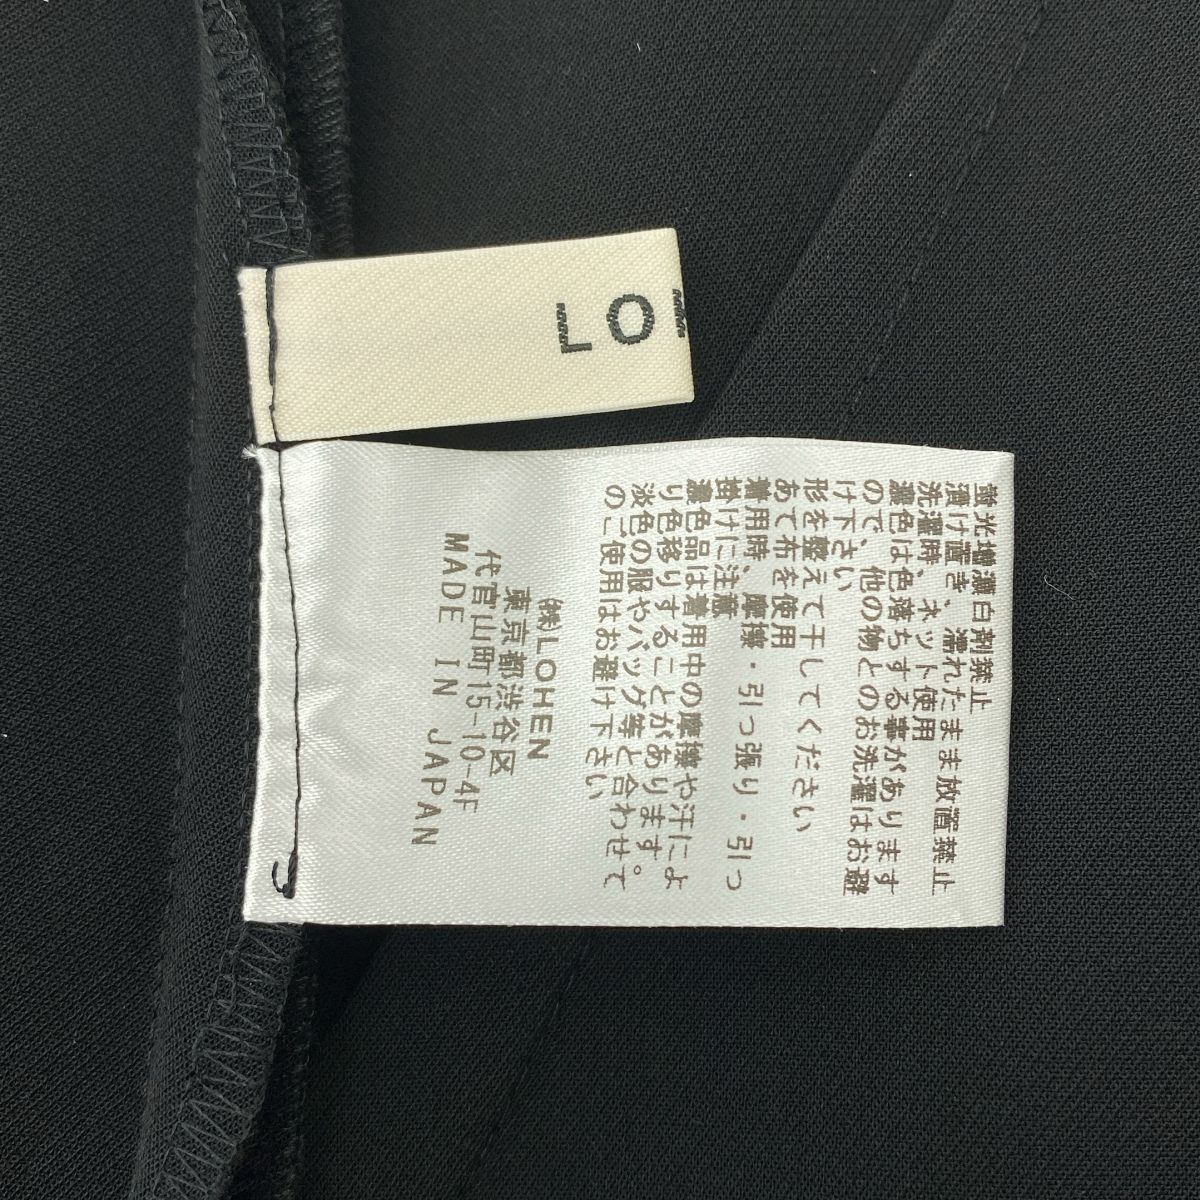 LO
蛍光増漂白剤禁止
漬け置き、濡れたまま放置禁止
洗濯時、ネット使用
濃色は色落ちする事があります
ので、他の物とのお洗濯はお避
け下さい
形を整えて干してください
あて布を使用
着用時、摩擦・引っ張り・引っ
掛けに注意
濃色品は着用中の摩擦や汗によ
り色移りすることがあります。
淡色の服やバッグ等と合わせて
のご使用はお避け下さい
㈱LOHEN
東京都渋谷区
代官山町15-10-4F
MADE IN JAPAN